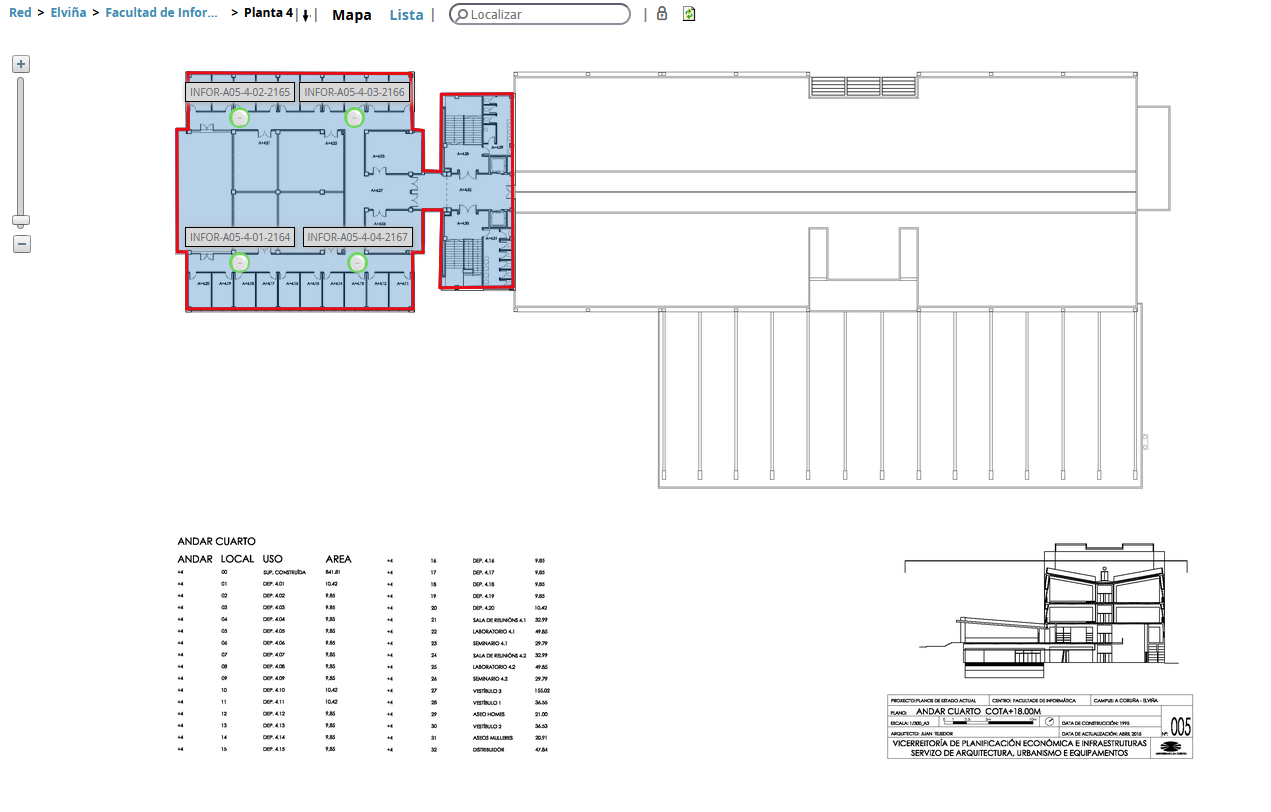 Red > Elviña > Facultad de Infor... > Planta 4 | | Mapa Lista | Localizar |
INFOR-A05-4-02-2165 INFOR-A05-4-03-2166
INFOR-A05-4-01-2164 INFOR-A05-4-04-2167
ANDAR CUARTO
ANDAR LOCAL USO AREA
+4 00 SUP. CONSTRUÍDA 841.81
+4 01 DEP. 4.01 10.42
+4 02 DEP. 4.02 9.85
+4 03 DEP. 4.03 9.85
+4 04 DEP. 4.04 9.85
+4 05 DEP. 4.05 9.85
+4 06 DEP. 4.06 9.85
+4 07 DEP. 4.07 9.85
+4 08 DEP. 4.08 9.85
+4 09 DEP. 4.09 9.85
+4 10 DEP. 4.10 10.42
+4 11 DEP. 4.11 10.42
+4 12 DEP. 4.12 9.85
+4 13 DEP. 4.13 9.85
+4 14 DEP. 4.14 9.85
+4 15 DEP. 4.15 9.85
+4 16 DEP. 4.16 9.85
+4 17 DEP. 4.17 9.85
+4 18 DEP. 4.18 9.85
+4 19 DEP. 4.19 9.85
+4 20 DEP. 4.20 10.42
+4 21 SALA DE REUNIÓNS 4.1 32.99
+4 22 LABORATORIO 4.1 49.85
+4 23 SEMINARIO 4.1 29.79
+4 24 SALA DE REUNIÓNS 4.2 32.99
+4 25 LABORATORIO 4.2 49.85
+4 26 SEMINARIO 4.2 29.79
+4 27 VESTÍBULO 3 155.02
+4 28 VESTÍBULO 1 36.56
+4 29 ASEO HOMES 21.00
+4 30 VESTÍBULO 2 36.53
+4 31 ASEOS MULLERES 20.91
+4 32 DISTRIBUIDOR 47.84
PROXECTO:PLANOS DE ESTADO ACTUAL CENTRO: FACULTADE DE INFORMÁTICA CAMPUS: A CORUÑA - ELVIÑA
PLANO: ANDAR CUARTO COTA+18.00M
ESCALA: 1/300_A3 DATA DE CONSTRUCIÓN: 1995
ARQUITECTO: JUAN TEJEDOR DATA DE ACTUALIZACIÓN: ABRIL 2015 Nº: 005
VICERREITORÍA DE PLANIFICACIÓN ECONÓMICA E INFRAESTRUTURAS
SERVIZO DE ARQUITECTURA, URBANISMO E EQUIPAMENTOS